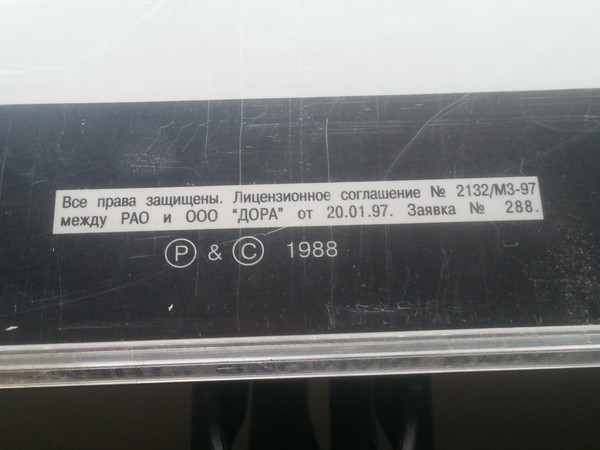 Все права защищены. Лицензионное соглашение № 2132/МЗ-97
между РАО и ООО “ДОРА” от 20.01.97. Заявка № 288.
Ⓟ & © 1988